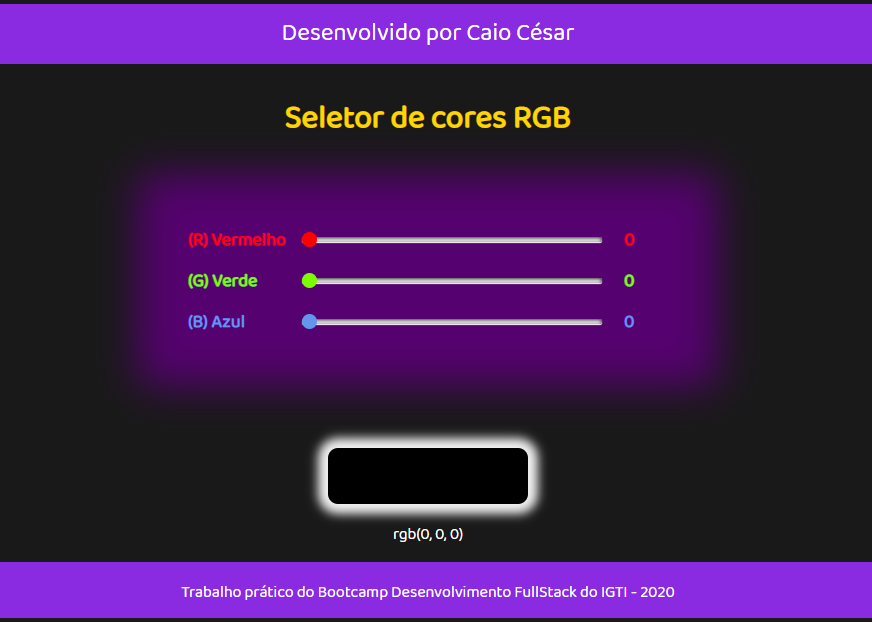 Desenvolvido por Caio César
Seletor de cores RGB
(R) Vermelho 0
(G) Verde 0
(B) Azul 0
rgb(0, 0, 0)
Trabalho prático do Bootcamp Desenvolvimento FullStack do IGTI - 2020